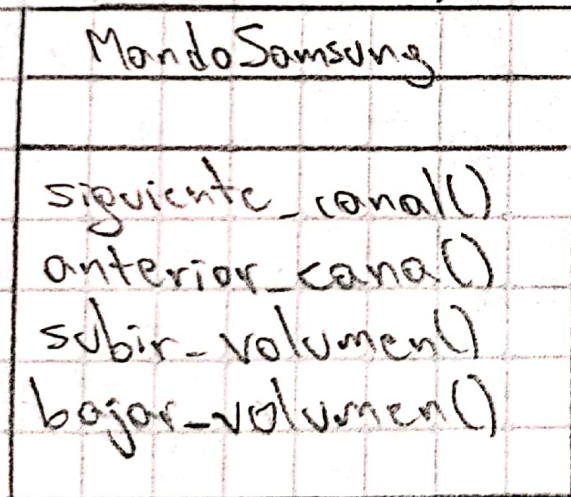 MandoSamsung
siguiente_canal()
anterior_cana()
subir_volumen()
bajar_volumen()